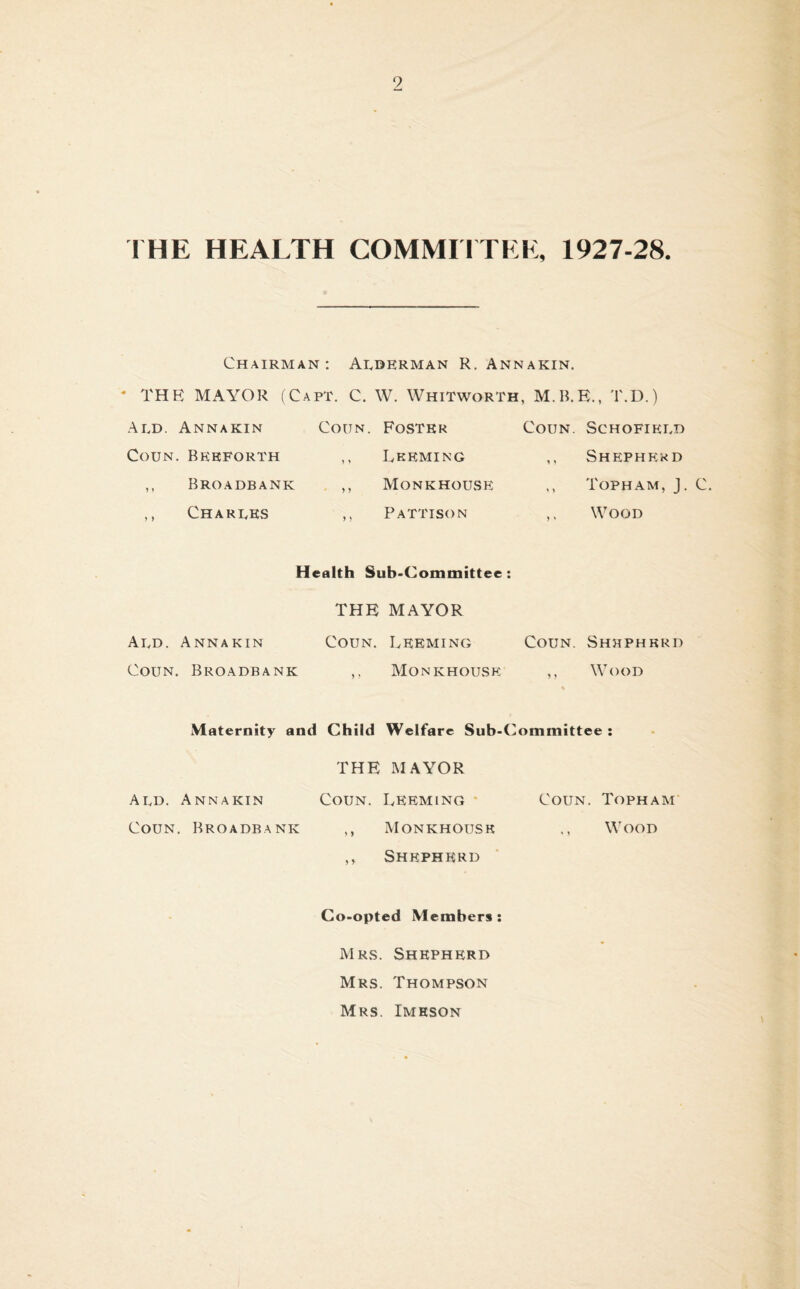 2
THE HEALTH COMMITTEE, 1927-28.
Chairman: Alderman R. Annakin.
THE MAYOR (Capt. C. W. Whitworth, M.B.E., T.D.)
Ald. Annakin Coun. Foster Coun. Schofield
Coun. Beeforth ,, Leeming ,, Shepherd
,, Broadbank ,, Monkhouse ,, Topham, J. C.
,, Charles ,, Pattison ,, Wood
Health Sub-Committee:
THE MAYOR
Ald. Annakin Coun. Leeming Coun. Shepherd
Coun. Broadbank ,, Monkhouse ,, Wood
Maternity and Child Welfare Sub-Committee:
THE MAYOR
Ald. Annakin Coun. Leeming Coun. Topham
Coun. Broadbank ,, Monkhouse ,, Wood
,, Shepherd
Co-opted Members:
Mrs. Shepherd
Mrs. Thompson
Mrs. Imeson